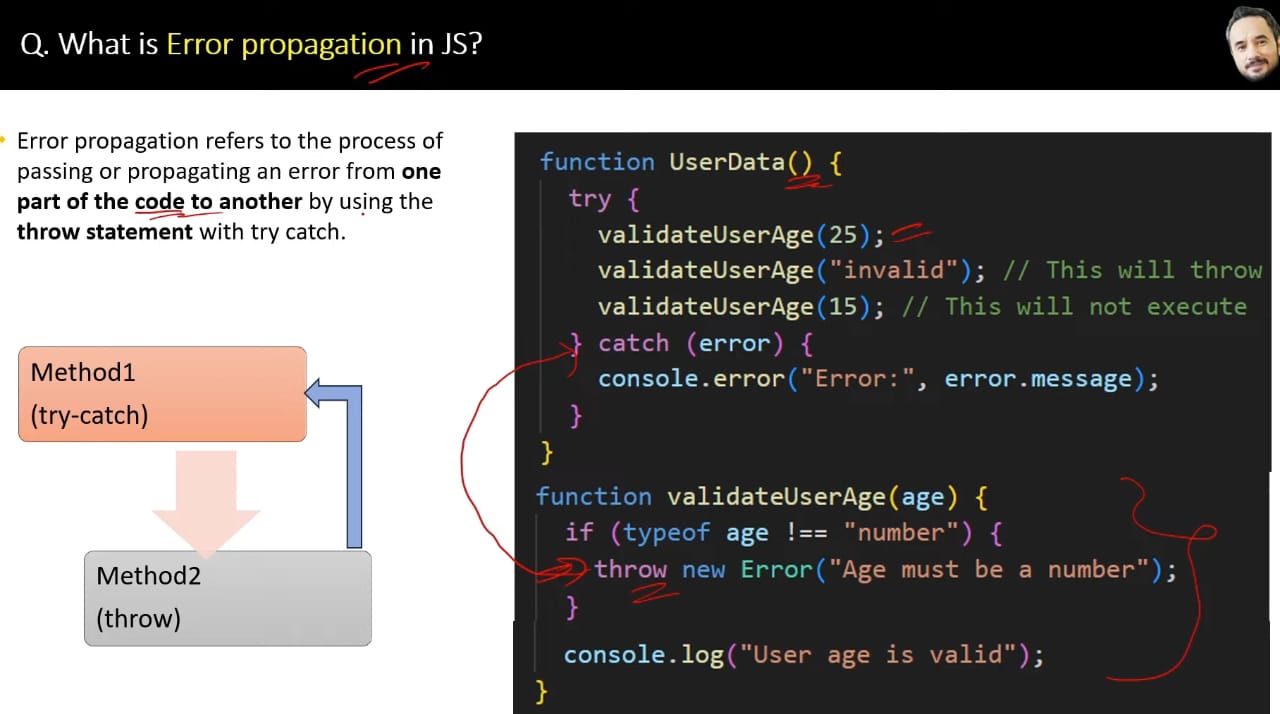 Q. What is Error propagation in JS?
Error propagation refers to the process of
passing or propagating an error from one
part of the code to another by using the
throw statement with try catch.
Method1
(try-catch)
Method2
(throw)
function UserData() {
try {
validateUserAge(25);
validateUserAge("invalid"); // This will throw
validateUserAge(15); // This will not execute
} catch (error) {
console.error("Error:", error.message);
}
}
function validateUserAge(age) {
if (typeof age !== "number") {
throw new Error("Age must be a number");
}
console.log("User age is valid");
}